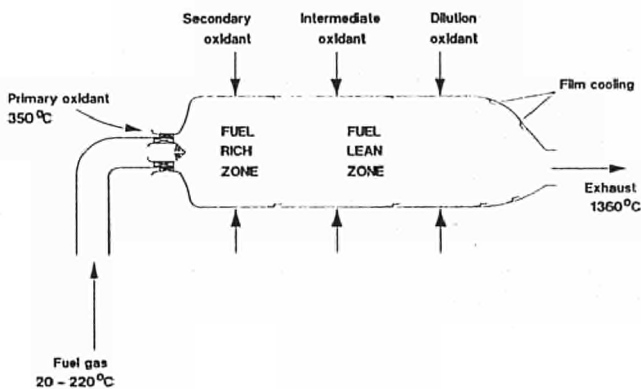 Secondary
oxidant
Intermediate
oxidant
Dilution
oxidant
Film cooling
Primary oxidant
350 °C
FUEL
RICH
ZONE
FUEL
LEAN
ZONE
Exhaust
1360 °C
Fuel gas
20 - 220 °C